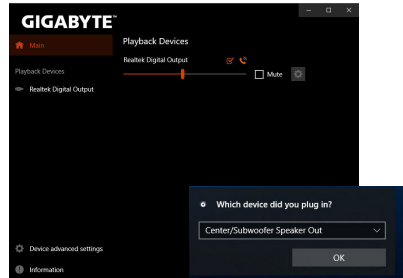 GIGABYTE™
Main
Playback Devices
Realtek Digital Output
Playback Devices
Realtek Digital Output
Mute
Device advanced settings
Information
Which device did you plug in?
Center/Subwoofer Speaker Out
OK